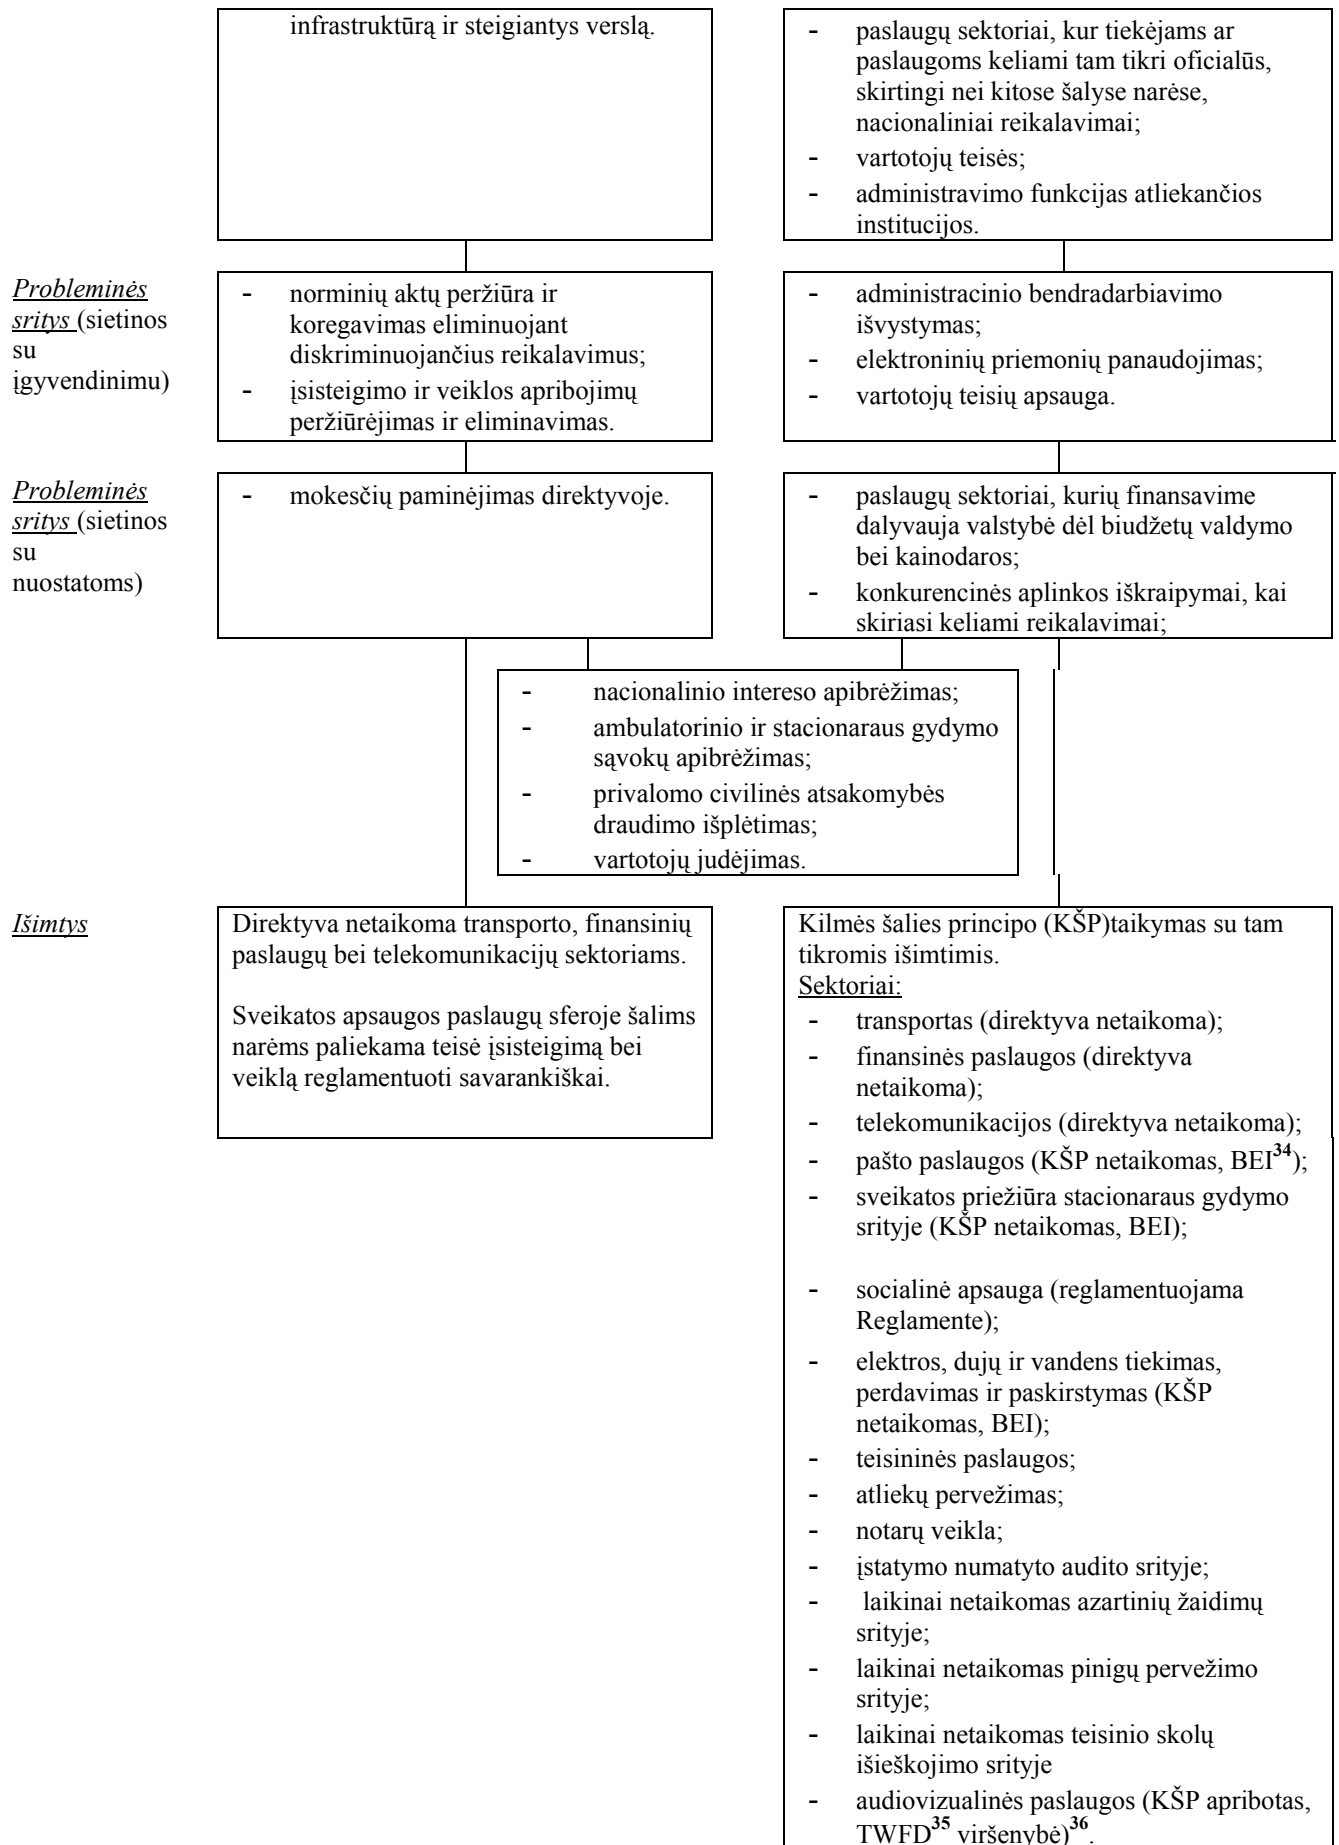 infrastruktūrą ir steigiantys verslą.
- paslaugų sektoriai, kur tiekėjams ar
paslaugoms keliami tam tikri oficialūs,
skirtingi nei kitose šalyse narėse,
nacionaliniai reikalavimai;
- vartotojų teisės;
- administravimo funkcijas atliekančios
institucijos.
Probleminės
sritys (sietinos
su
įgyvendinimu)
- norminių aktų peržiūra ir
koregavimas eliminuojant
diskriminuojančius reikalavimus;
- įsisteigimo ir veiklos apribojimų
peržiūrėjimas ir eliminavimas.
- administracinio bendradarbiavimo
išvystymas;
- elektroninių priemonių panaudojimas;
- vartotojų teisių apsauga.
Probleminės
sritys (sietinos
su
nuostatoms)
- mokesčių paminėjimas direktyvoje.
- paslaugų sektoriai, kurių finansavime
dalyvauja valstybė dėl biudžetų valdymo
bei kainodaros;
- konkurencinės aplinkos iškraipymai, kai
skiriasi keliami reikalavimai;
- nacionalinio intereso apibrėžimas;
- ambulatorinio ir stacionaraus gydymo
sąvokų apibrėžimas;
- privalomo civilinės atsakomybės
draudimo išplėtimas;
- vartotojų judėjimas.
Išimtys
Direktyva netaikoma transporto, finansinių
paslaugų bei telekomunikacijų sektoriams.
Sveikatos apsaugos paslaugų sferoje šalims
narėms paliekama teisė įsisteigimą bei
veiklą reglamentuoti savarankiškai.
Kilmės šalies principo (KŠP)taikymas su tam
tikromis išimtimis.
Sektoriai:
- transportas (direktyva netaikoma);
- finansinės paslaugos (direktyva
netaikoma);
- telekomunikacijos (direktyva netaikoma);
- pašto paslaugos (KŠP netaikomas, BEI34);
- sveikatos priežiūra stacionaraus gydymo
srityje (KŠP netaikomas, BEI);
- socialinė apsauga (reglamentuojama
Reglamente);
- elektros, dujų ir vandens tiekimas,
perdavimas ir paskirstymas (KŠP
netaikomas, BEI);
- teisininės paslaugos;
- atliekų pervežimas;
- notarų veikla;
- įstatymo numatyto audito srityje;
- laikinai netaikomas azartinių žaidimų
srityje;
- laikinai netaikomas pinigų pervežimo
srityje;
- laikinai netaikomas teisinio skolų
išieškojimo srityje
- audiovizualinės paslaugos (KŠP apribotas,
TWFD35 viršenybė)36.